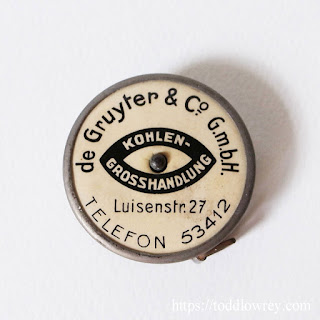 de Gruyter & Co. G.m.b.H.
KOHLEN-
GROSSHANDLUNG
Luisenstr. 27
TELEFON 53412
https://toddlowrey.com/